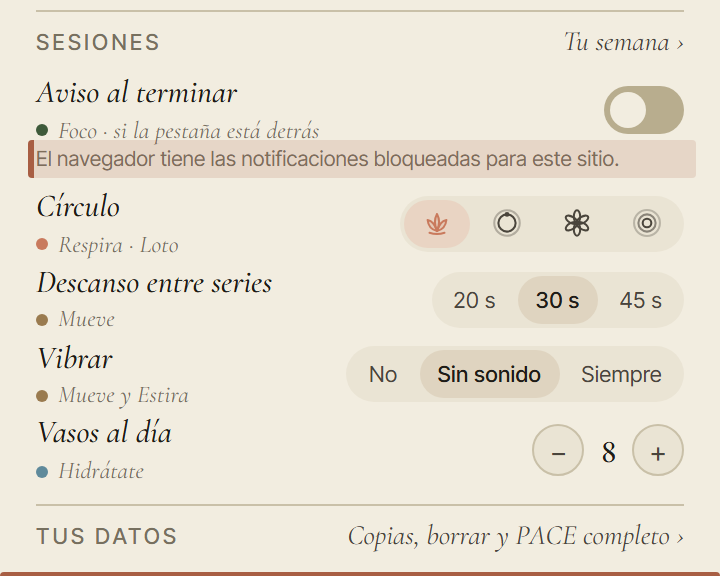 SESIONES
Tu semana ›
Aviso al terminar
Foco · si la pestaña está detrás
El navegador tiene las notificaciones bloqueadas para este sitio.
Círculo
Respira · Loto
Descanso entre series
20 s 30 s 45 s
Mueve
Vibrar
No Sin sonido Siempre
Mueve y Estira
Vasos al día
− 8 +
Hidrátate
TUS DATOS
Copias, borrar y PACE completo ›